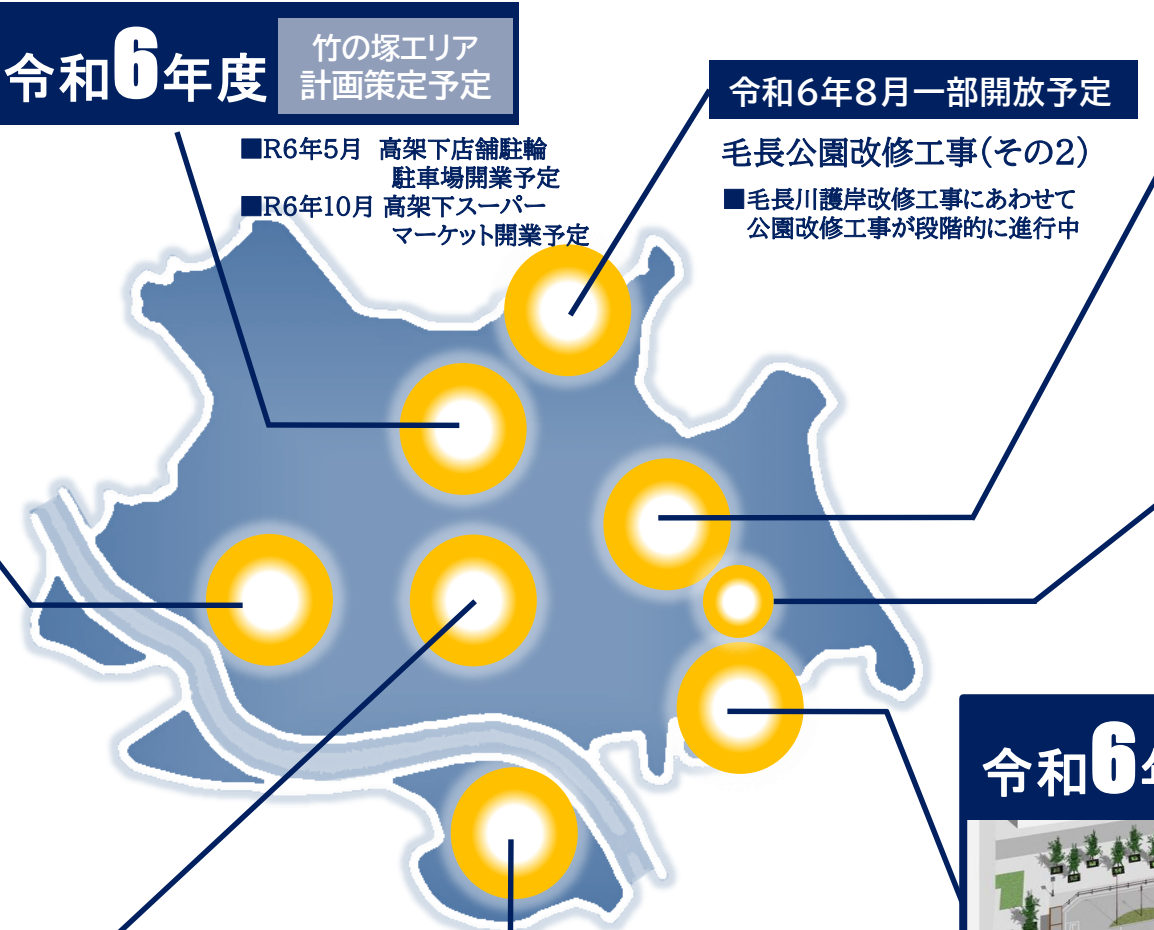 令和6年度
竹の塚エリア
計画策定予定
■R6年5月 高架下店舗駐輪
駐車場開業予定
■R6年10月 高架下スーパー
マーケット開業予定
令和6年8月一部開放予定
毛長公園改修工事(その2)
■毛長川護岸改修工事にあわせて
公園改修工事が段階的に進行中
令和6年